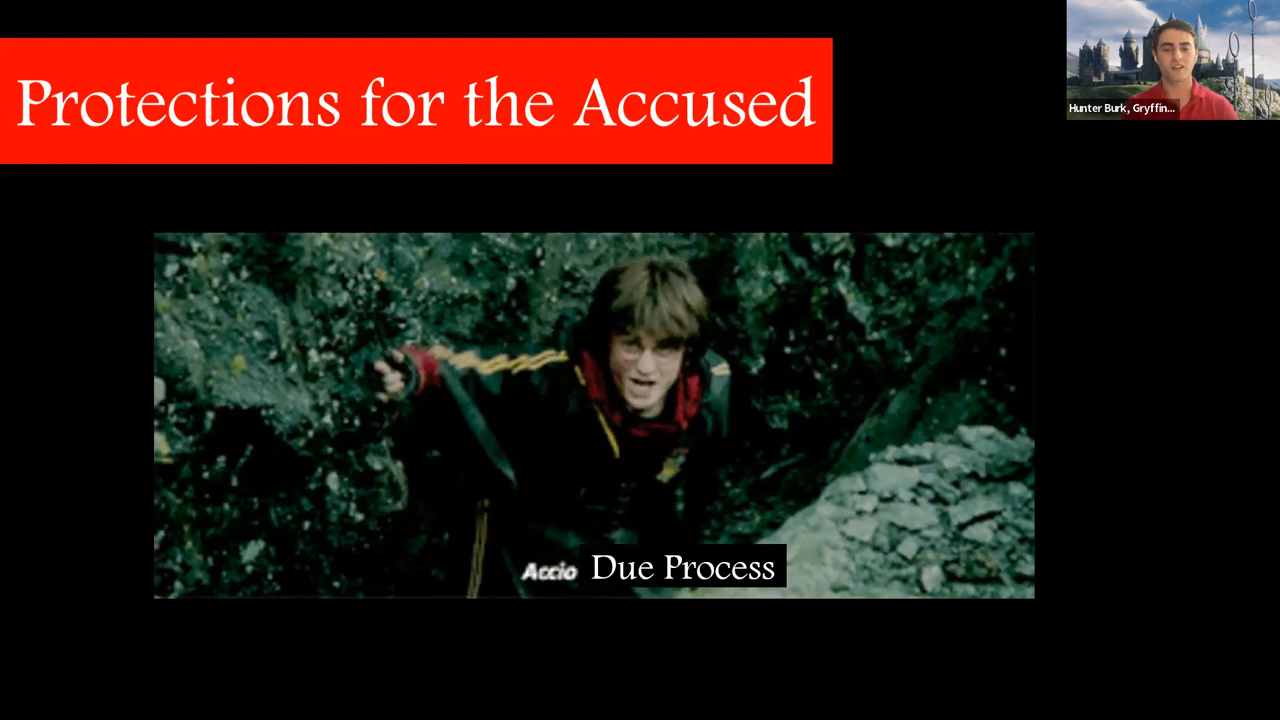 Protections for the Accused
Hunter Burk, Gryffin...
Accio Due Process